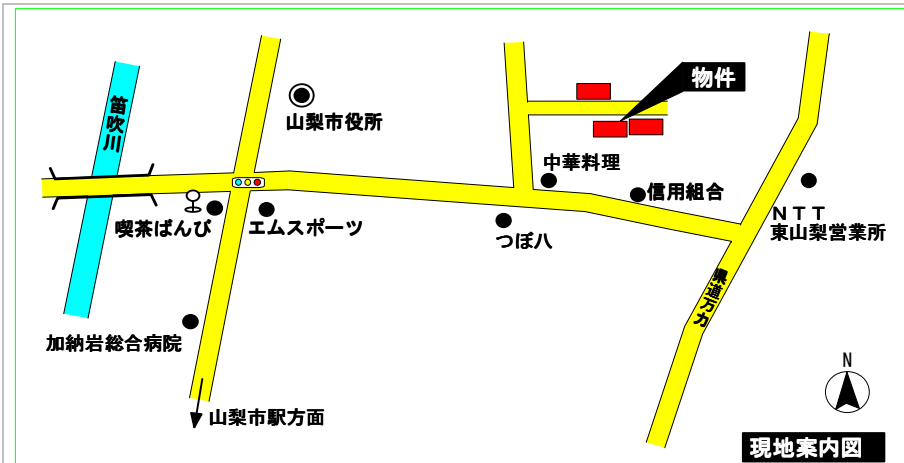 笛吹川
山梨市役所
物件
中華料理
信用組合
喫茶ばんび
エムスポーツ
つぼ八
ＮＴＴ
東山梨営業所
県道万力
加納岩総合病院
山梨市駅方面
N
現地案内図